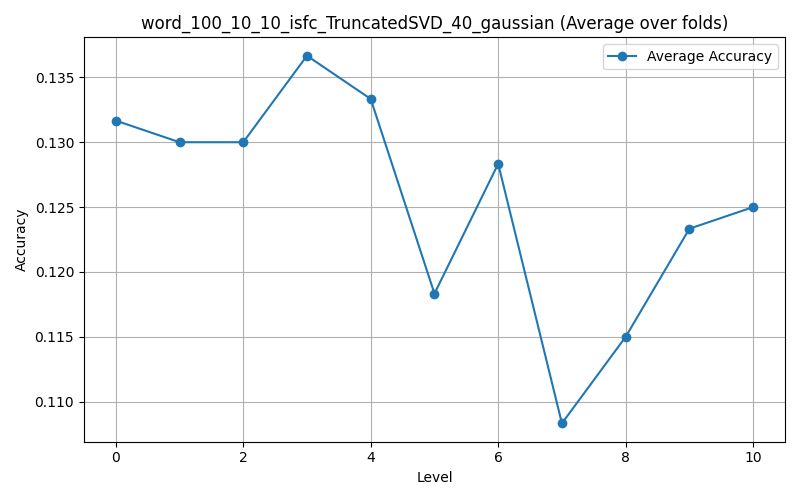 word_100_10_10_isfc_TruncatedSVD_40_gaussian (Average over folds)
Average Accuracy
0.135
0.130
0.125
0.120
0.115
0.110
Accuracy
0 2 4 6 8 10
Level